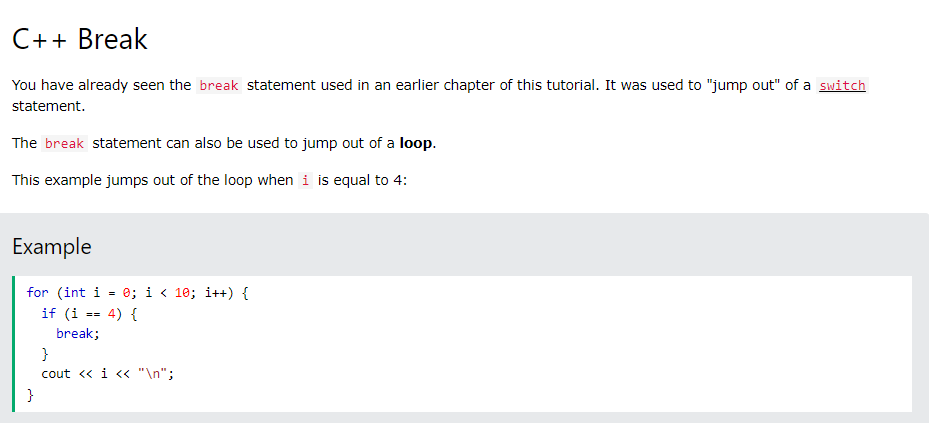 C++ Break
You have already seen the break statement used in an earlier chapter of this tutorial. It was used to "jump out" of a switch
statement.
The break statement can also be used to jump out of a loop.
This example jumps out of the loop when i is equal to 4:
Example
for (int i = 0; i < 10; i++) {
  if (i == 4) {
    break;
  }
  cout << i << "\n";
}